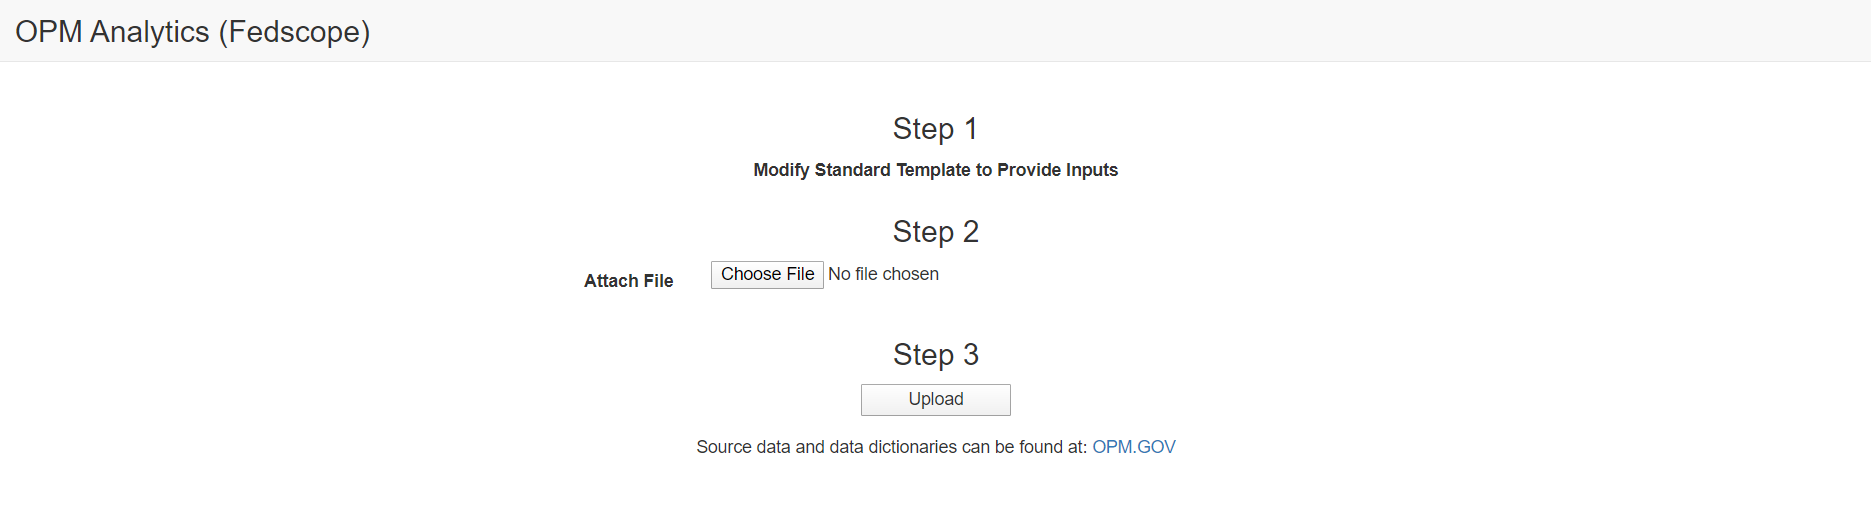 OPM Analytics (Fedscope)
Step 1
Modify Standard Template to Provide Inputs
Step 2
Attach File Choose File No file chosen
Step 3
Upload
Source data and data dictionaries can be found at: OPM.GOV